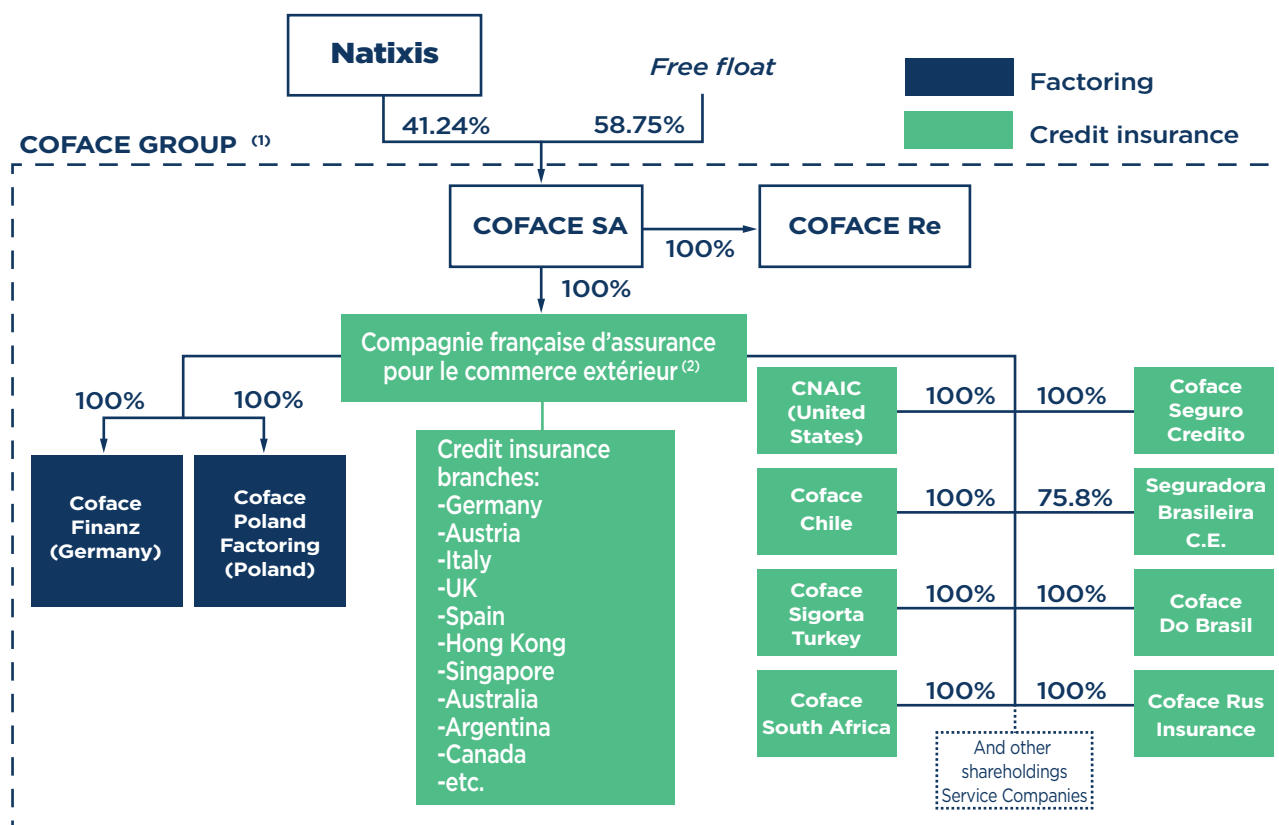 Natixis
Free float
Factoring
Credit insurance
41.24%
58.75%
COFACE GROUP (1)
COFACE SA
100%
COFACE Re
100%
Compagnie française d’assurance
pour le commerce extérieur (2)
100%
100%
Coface
Finanz
(Germany)
Coface
Poland
Factoring
(Poland)
Credit insurance
branches:
-Germany
-Austria
-Italy
-UK
-Spain
-Hong Kong
-Singapore
-Australia
-Argentina
-Canada
-etc.
CNAIC
(United
States)
100%
100%
Coface
Seguro
Credito
Coface
Chile
100%
75.8%
Seguradora
Brasileira
C.E.
Coface
Sigorta
Turkey
100%
100%
Coface
Do Brasil
Coface
South Africa
100%
100%
Coface Rus
Insurance
And other
shareholdings
Service Companies